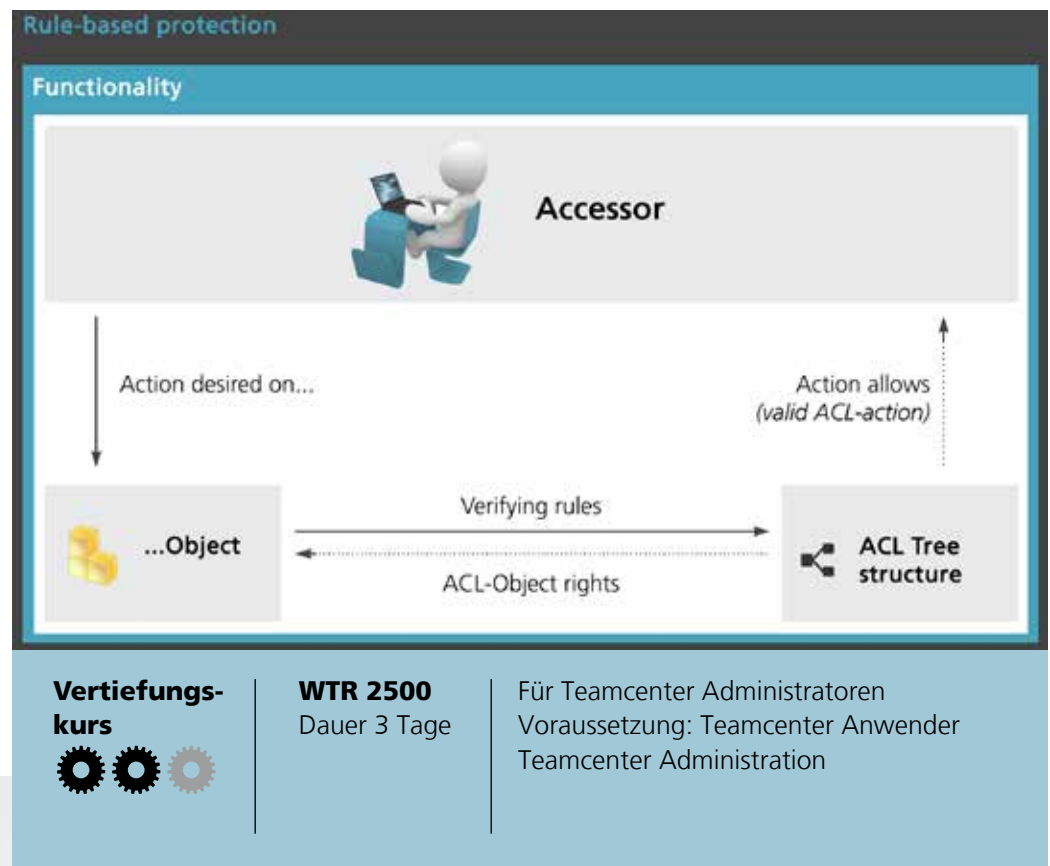 Rule-based protection
Functionality
Accessor
Action desired on...
Action allows
(valid ACL-action)
Verifying rules
...Object
ACL Tree
structure
ACL-Object rights
Vertiefungs-
kurs
WTR 2500
Dauer 3 Tage
Für Teamcenter Administratoren
Voraussetzung: Teamcenter Anwender
Teamcenter Administration